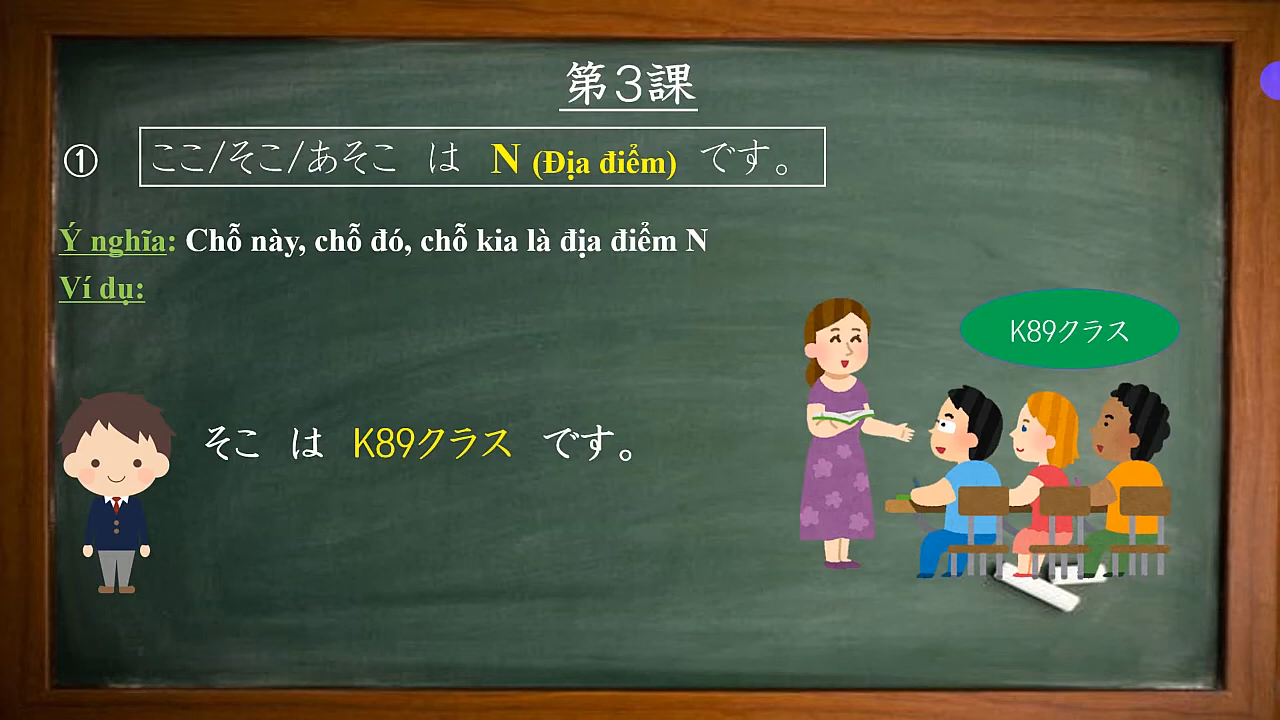 第３課
① ここ/そこ/あそこ は N (Địa điểm) です。
Ý nghĩa: Chỗ này, chỗ đó, chỗ kia là địa điểm N
Ví dụ:
K89クラス
そこ は K89クラス です。